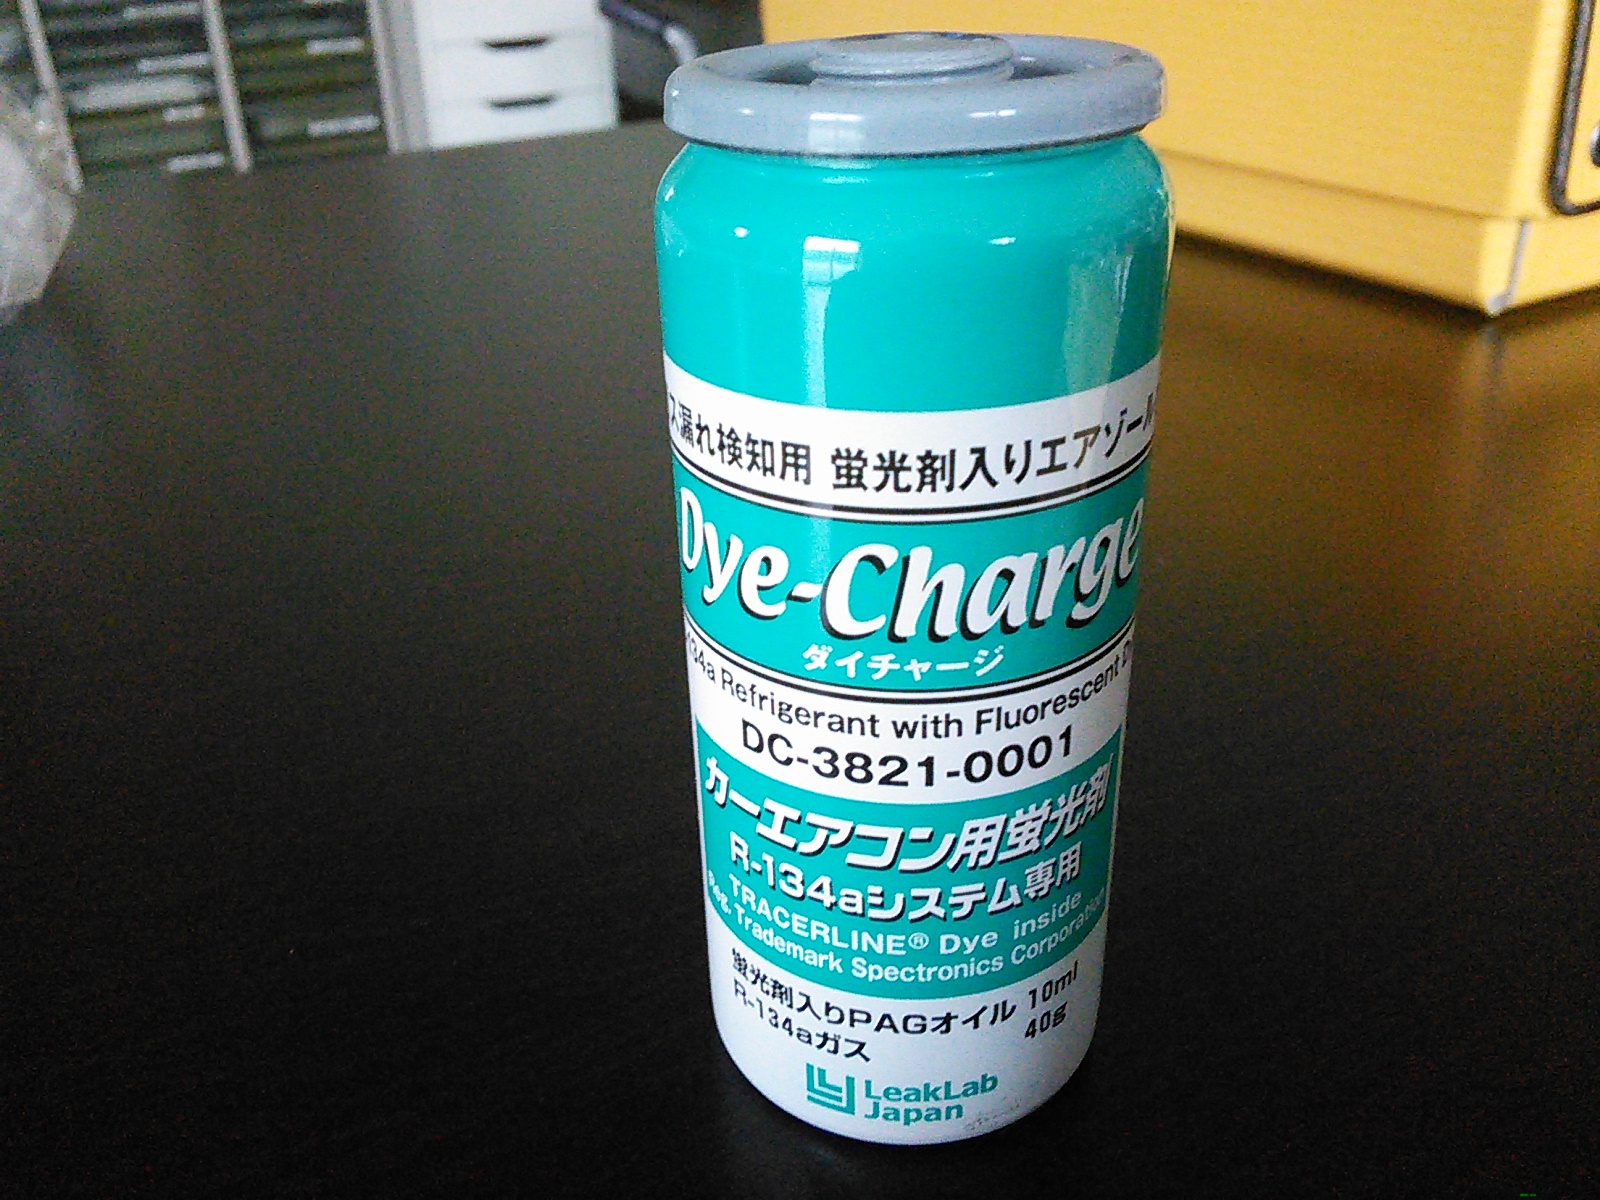 漏れ検知用 蛍光剤入りエアゾール
Dye-Charge
ダイチャージ
134a Refrigerant with Fluorescent
DC-3821-0001
カーエアコン用蛍光剤
R-134aシステム専用
TRACERLINE® Dye inside
Reg. Trademark Spectronics Corporation
蛍光剤入りPAGオイル 10ml
R-134aガス 40g
LeakLab
Japan